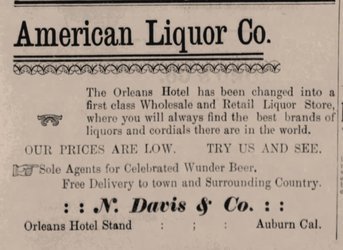 American Liquor Co.
The Orleans Hotel has been changed into a
first class Wholesale and Retail Liquor Store,
where you will always find the best brands of
liquors and cordials there are in the world.
OUR PRICES ARE LOW. TRY US AND SEE.
Sole Agents for Celebrated Wunder Beer.
Free Delivery to town and Surrounding Country.
: : N. Davis & Co. : :
Orleans Hotel Stand : ; : Auburn Cal.